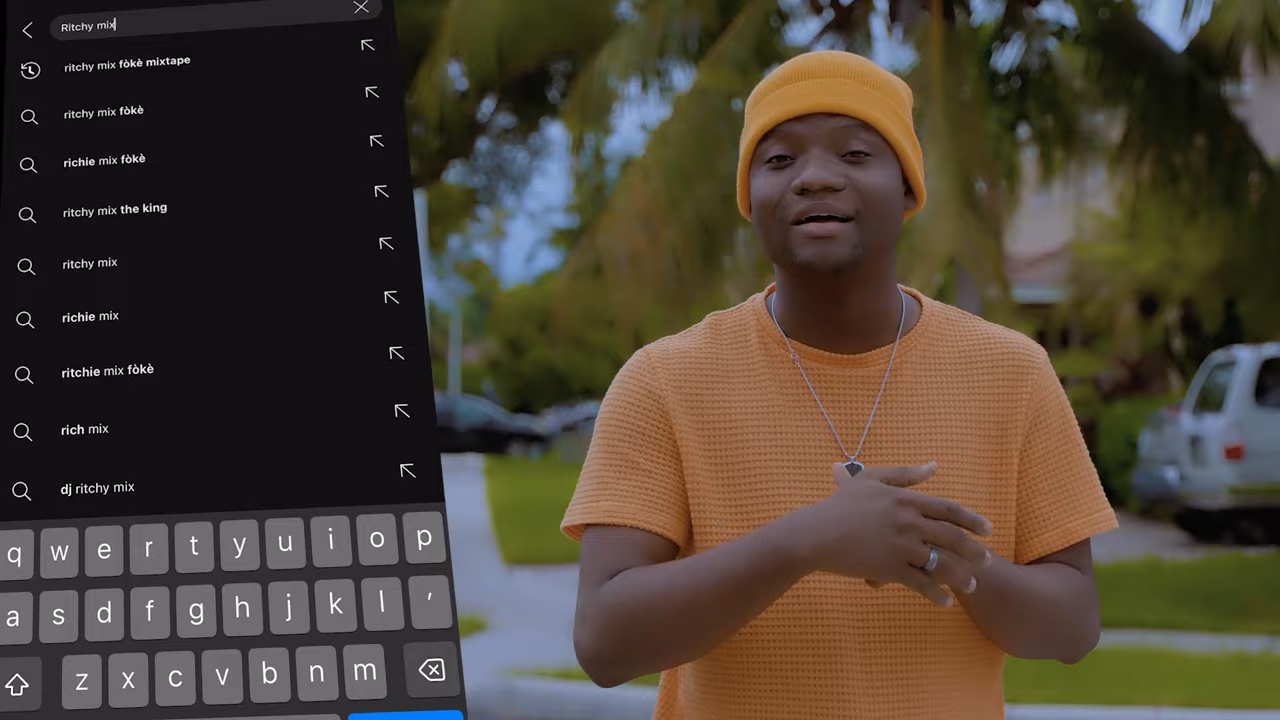 Ritchy mix
ritchy mix fòkè mixtape
ritchy mix fòkè
richie mix fòkè
ritchy mix the king
ritchy mix
richie mix
ritchie mix fòkè
rich mix
dj ritchy mix
q w e r t y u i o p
a s d f g h j k l ′
z x c v b n m